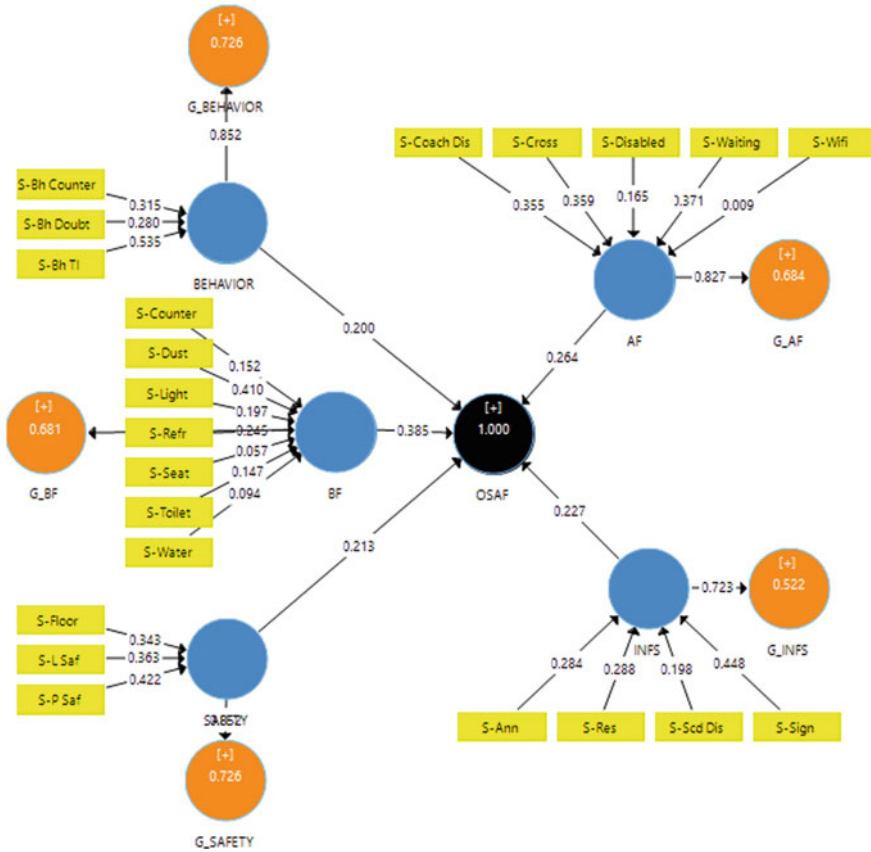 [+]
0.726
G_BEHAVIOR
0.852
S-Bh Counter
0.315
S-Bh Doubt
0.280
S-Bh TI
0.535
BEHAVIOR
0.200
S-Coach Dis
S-Cross
S-Disabled
S-Waiting
S-Wifi
0.355
0.359
0.165
0.371
0.009
[+]
0.827
0.684
AF
G_AF
0.264
S-Counter
0.152
S-Dust
0.410
S-Light
0.197
[+]
0.681
S-Refr
0.245
0.385
[+]
1.000
0.057
S-Seat
0.147
G_BF
BF
OSAF
S-Toilet
0.094
S-Water
0.213
0.227
S-Floor
0.343
S-L Saf
0.363
S-P Saf
0.422
SAFETY
[+]
0.726
G_SAFETY
[+]
0.723
0.522
INFS
G_INFS
0.284
0.288
0.198
0.448
S-Ann
S-Res
S-Scd Dis
S-Sign